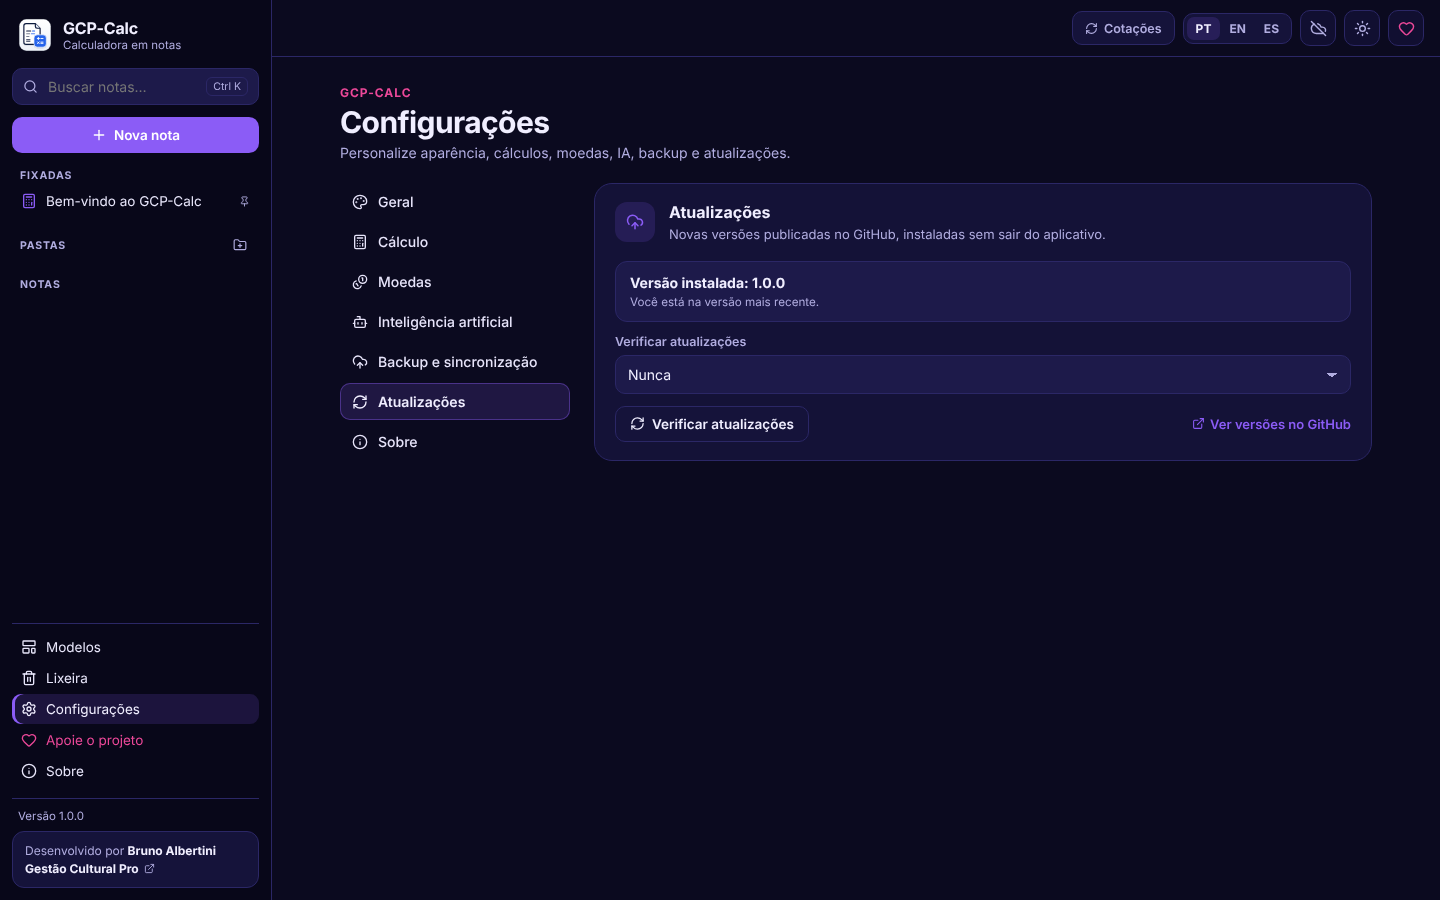 GCP-Calc
Calculadora em notas
Buscar notas...
Ctrl K
Nova nota
FIXADAS
Bem-vindo ao GCP-Calc
PASTAS
NOTAS
Modelos
Lixeira
Configurações
Apoie o projeto
Sobre
Versão 1.0.0
Desenvolvido por Bruno Albertini
Gestão Cultural Pro
Cotações
PT
EN
ES
GCP-CALC
Configurações
Personalize aparência, cálculos, moedas, IA, backup e atualizações.
Geral
Cálculo
Moedas
Inteligência artificial
Backup e sincronização
Atualizações
Sobre
Atualizações
Novas versões publicadas no GitHub, instaladas sem sair do aplicativo.
Versão instalada: 1.0.0
Você está na versão mais recente.
Verificar atualizações
Nunca
Verificar atualizações
Ver versões no GitHub